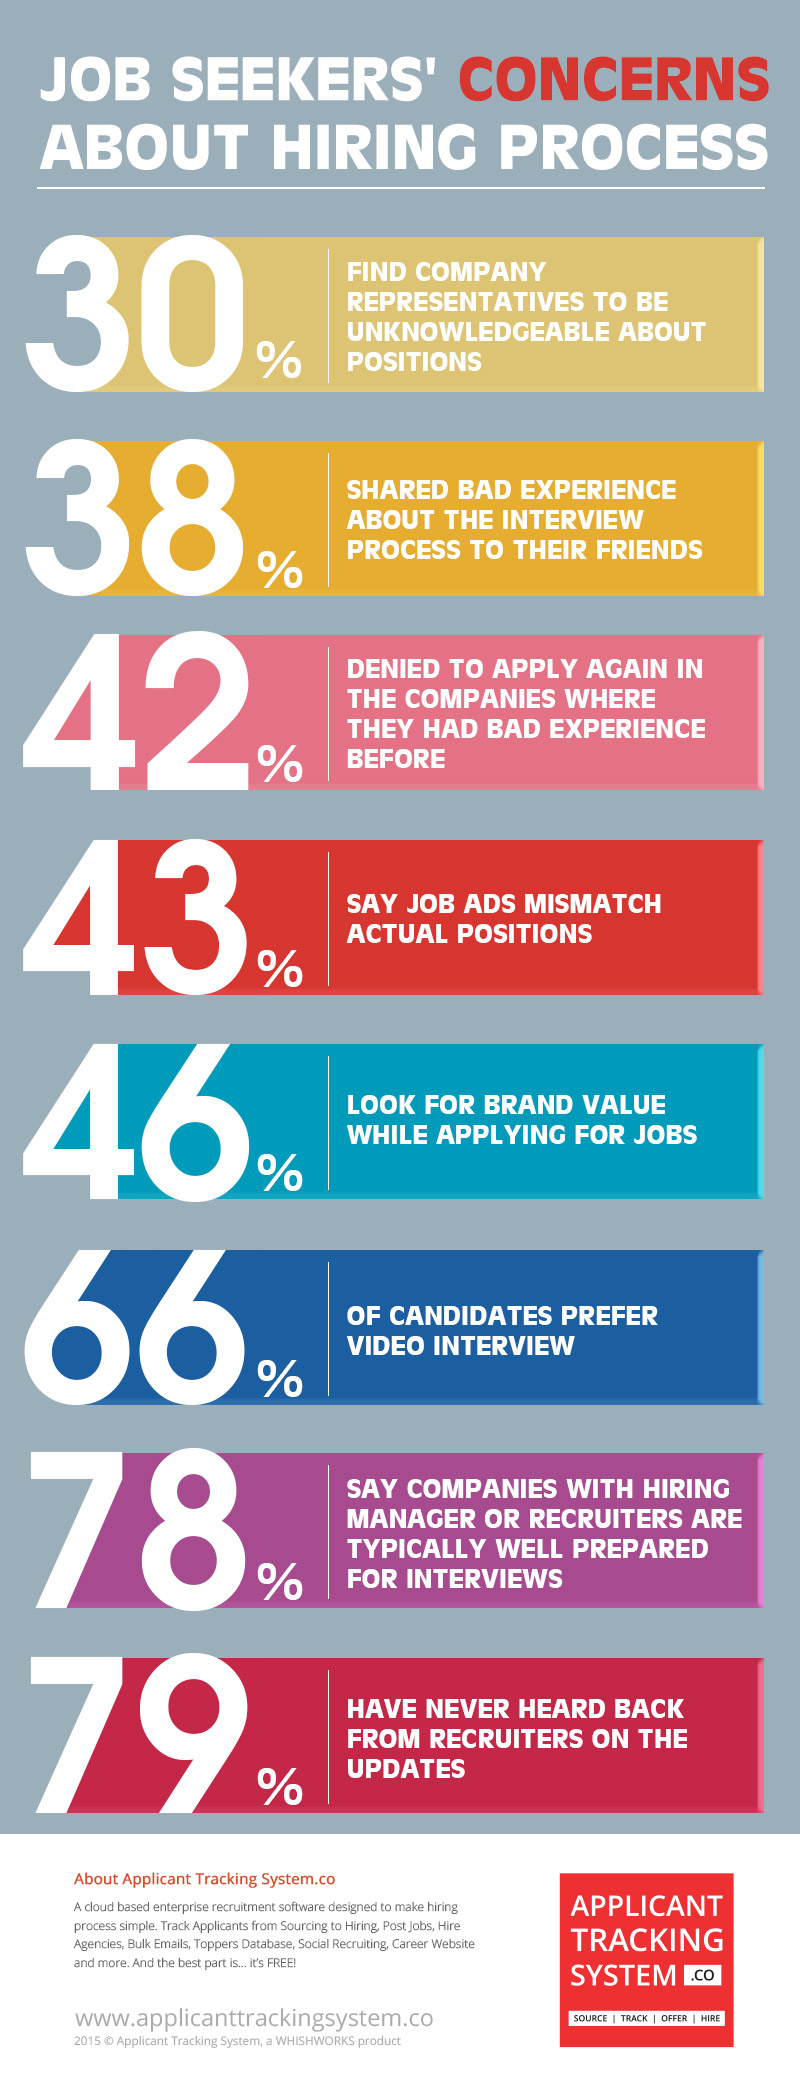 JOB SEEKERS' CONCERNS
ABOUT HIRING PROCESS
30%
FIND COMPANY
REPRESENTATIVES TO BE
UNKNOWLEDGEABLE ABOUT
POSITIONS
38%
SHARED BAD EXPERIENCE
ABOUT THE INTERVIEW
PROCESS TO THEIR FRIENDS
42%
DENIED TO APPLY AGAIN IN
THE COMPANIES WHERE
THEY HAD BAD EXPERIENCE
BEFORE
43%
SAY JOB ADS MISMATCH
ACTUAL POSITIONS
46%
LOOK FOR BRAND VALUE
WHILE APPLYING FOR JOBS
66%
OF CANDIDATES PREFER
VIDEO INTERVIEW
78%
SAY COMPANIES WITH HIRING
MANAGER OR RECRUITERS ARE
TYPICALLY WELL PREPARED
FOR INTERVIEWS
79%
HAVE NEVER HEARD BACK
FROM RECRUITERS ON THE
UPDATES
About Applicant Tracking System.co
A cloud based enterprise recruitment software designed to make hiring
process simple. Track Applicants from Sourcing to Hiring, Post Jobs, Hire
Agencies, Bulk Emails, Toppers Database, Social Recruiting, Career Website
and more. And the best part is... it's FREE!
www.applicanttrackingsystem.co
2015 © Applicant Tracking System, a WHISHWORKS product
APPLICANT
TRACKING
SYSTEM .CO
SOURCE | TRACK | OFFER | HIRE